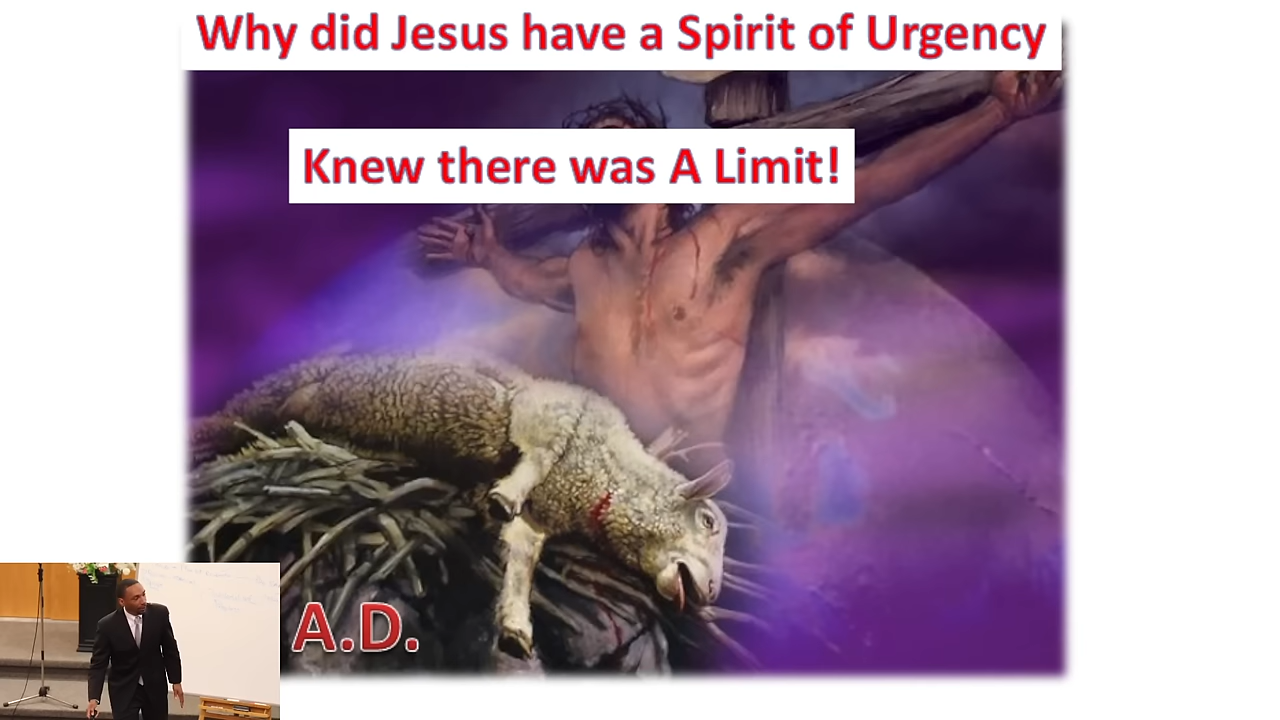 Why did Jesus have a Spirit of Urgency
Knew there was A Limit!
A.D.